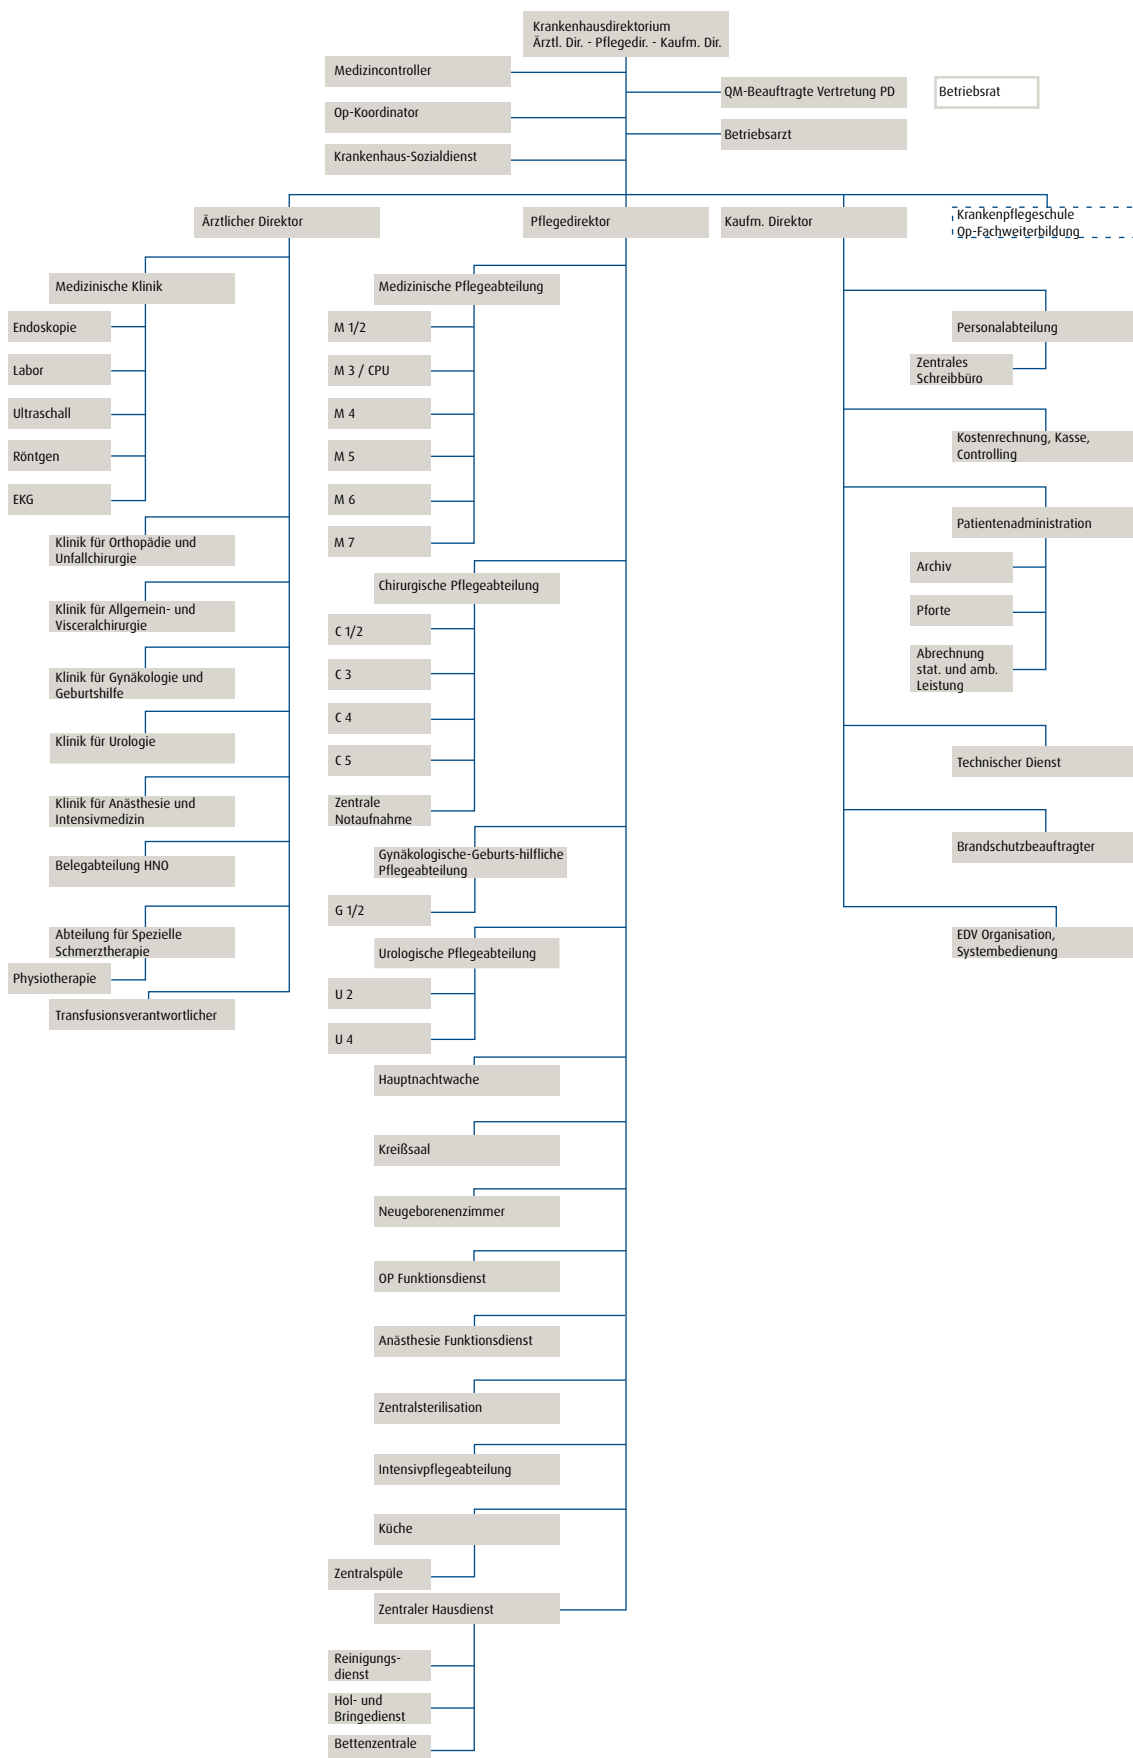 Krankenhausdirektorium
Ärztl. Dir. - Pflegedir. - Kaufm. Dir.
Medizincontroller
QM-Beauftragte Vertretung PD
Betriebsrat
Op-Koordinator
Betriebsarzt
Krankenhaus-Sozialdienst
Ärztlicher Direktor
Pflegedirektor
Kaufm. Direktor
Krankenpflegeschule
Op-Fachweiterbildung
Medizinische Klinik
Endoskopie
Labor
Ultraschall
Röntgen
EKG
Klinik für Orthopädie und
Unfallchirurgie
Klinik für Allgemein- und
Visceralchirurgie
Klinik für Gynäkologie und
Geburtshilfe
Klinik für Urologie
Klinik für Anästhesie und
Intensivmedizin
Belegabteilung HNO
Abteilung für Spezielle
Schmerztherapie
Physiotherapie
Transfusionsverantwortlicher
Medizinische Pflegeabteilung
M 1/2
M 3 / CPU
M 4
M 5
M 6
M 7
Chirurgische Pflegeabteilung
C 1/2
C 3
C 4
C 5
Zentrale
Notaufnahme
Gynäkologische-Geburts-hilfliche
Pflegeabteilung
G 1/2
Urologische Pflegeabteilung
U 2
U 4
Hauptnachtwache
Kreißsaal
Neugeborenenzimmer
OP Funktionsdienst
Anästhesie Funktionsdienst
Zentralsterilisation
Intensivpflegeabteilung
Küche
Zentralspüle
Zentraler Hausdienst
Reinigungs-
dienst
Hol- und
Bringedienst
Bettenzentrale
Personalabteilung
Zentrales
Schreibbüro
Kostenrechnung, Kasse,
Controlling
Patientenadministration
Archiv
Pforte
Abrechnung
stat. und amb.
Leistung
Technischer Dienst
Brandschutzbeauftragter
EDV Organisation,
Systembedienung